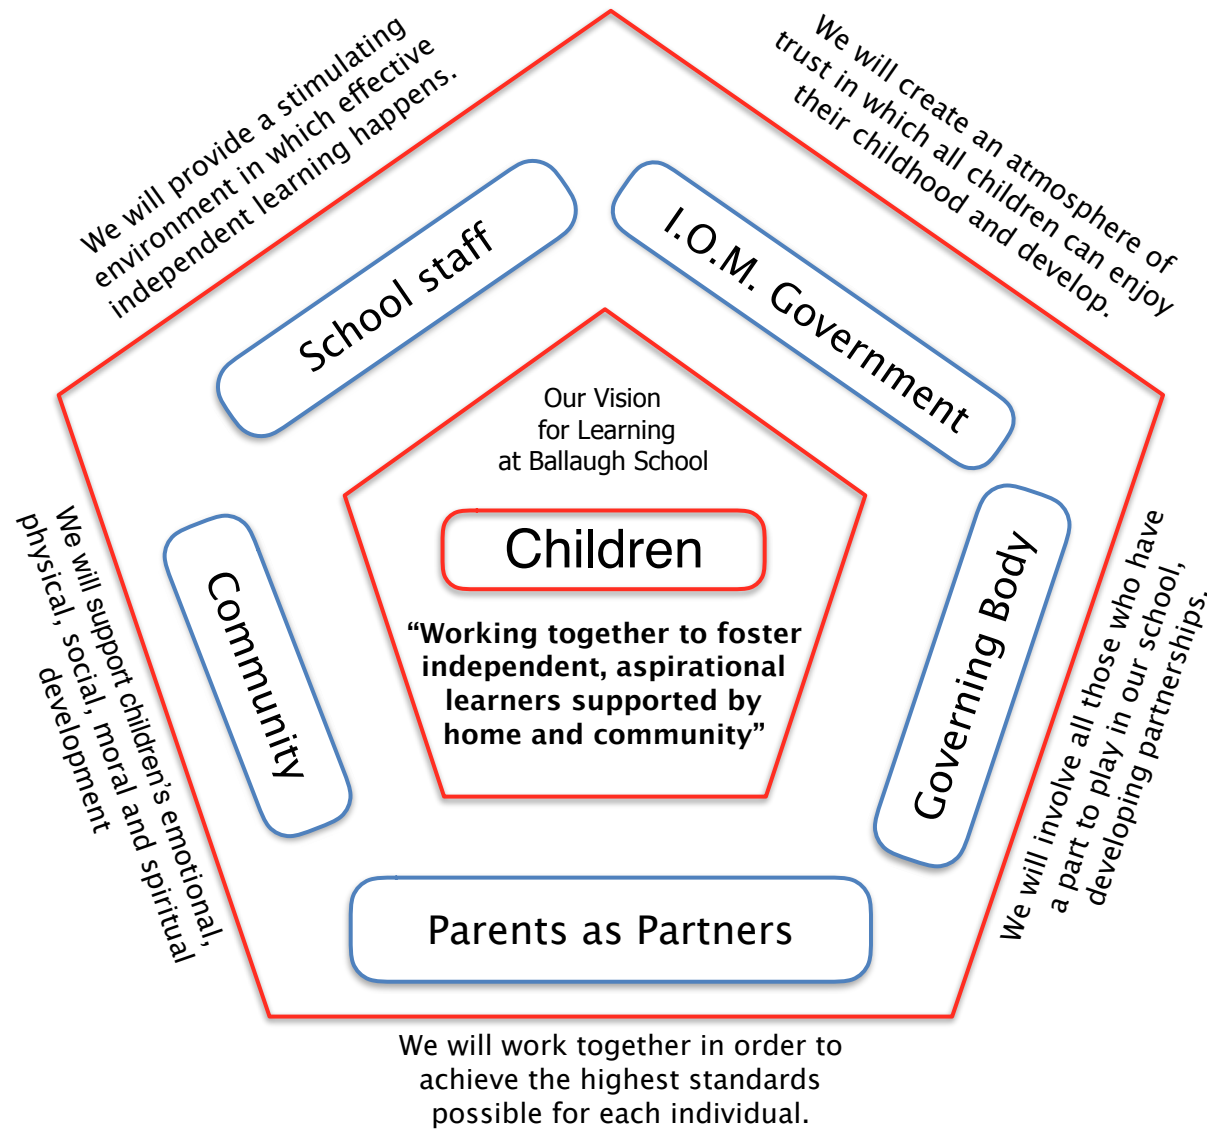 We will provide a stimulating
environment in which effective
independent learning happens.
We will create an atmosphere of
trust in which all children can enjoy
their childhood and develop.
School staff
I.O.M. Government
Our Vision
for Learning
at Ballaugh School
Children
“Working together to foster
independent, aspirational
learners supported by
home and community”
Community
Governing Body
We will support children’s emotional,
physical, social, moral and spiritual
development
We will involve all those who have
a part to play in our school,
developing partnerships.
Parents as Partners
We will work together in order to
achieve the highest standards
possible for each individual.